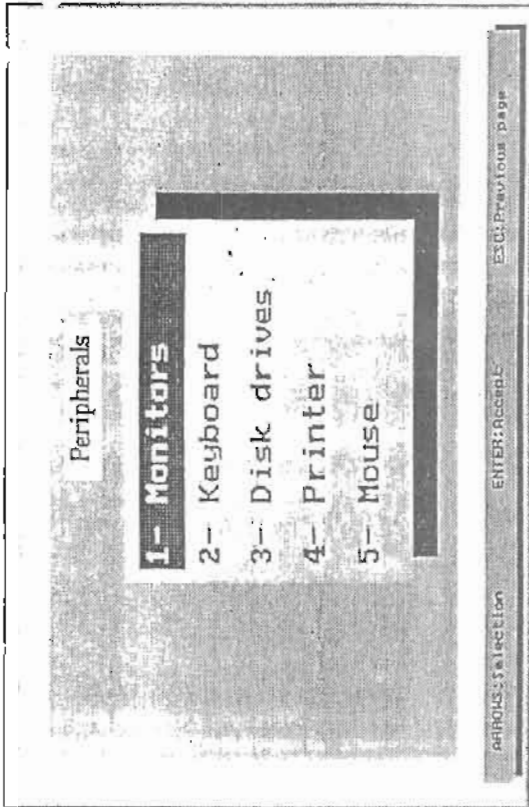 Peripherals
1- Monitors
2- Keyboard
3- Disk drives
4- Printer
5- Mouse
ARROWS:Selection ENTER:Accept ESC:Previous page